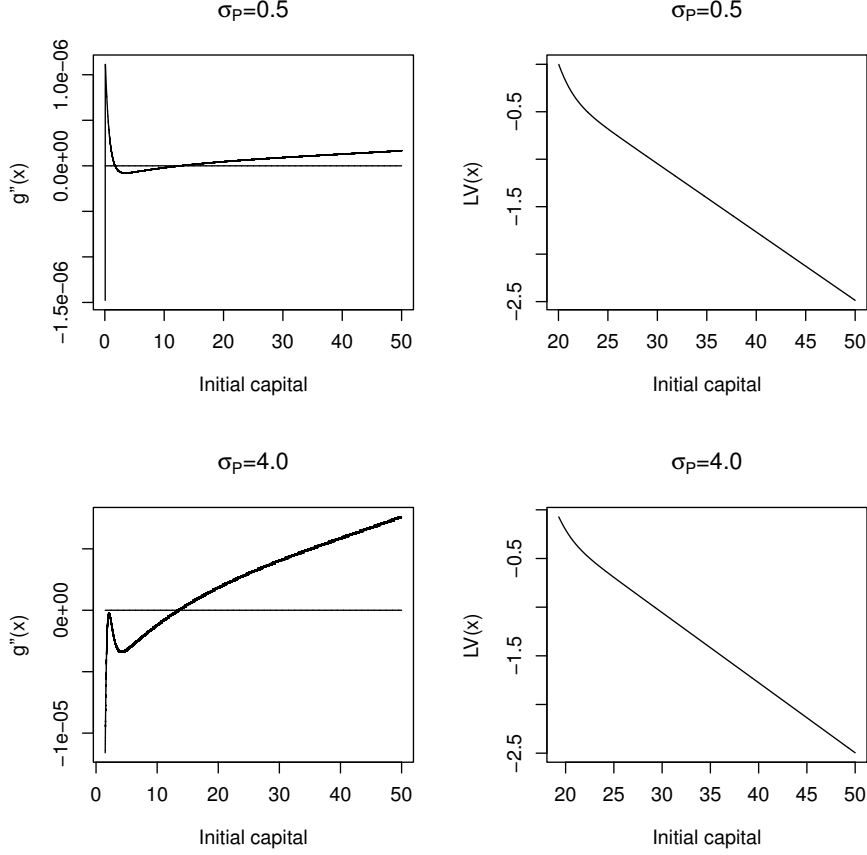 σP=0.5
g''(x)
1.0e−06
0.0e+00
−1.5e−06
0 10 20 30 40 50
Initial capital
σP=0.5
LV(x)
−0.5
−1.5
−2.5
20 25 30 35 40 45 50
Initial capital
σP=4.0
g''(x)
0e+00
−1e−05
0 10 20 30 40 50
Initial capital
σP=4.0
LV(x)
−0.5
−1.5
−2.5
20 25 30 35 40 45 50
Initial capital